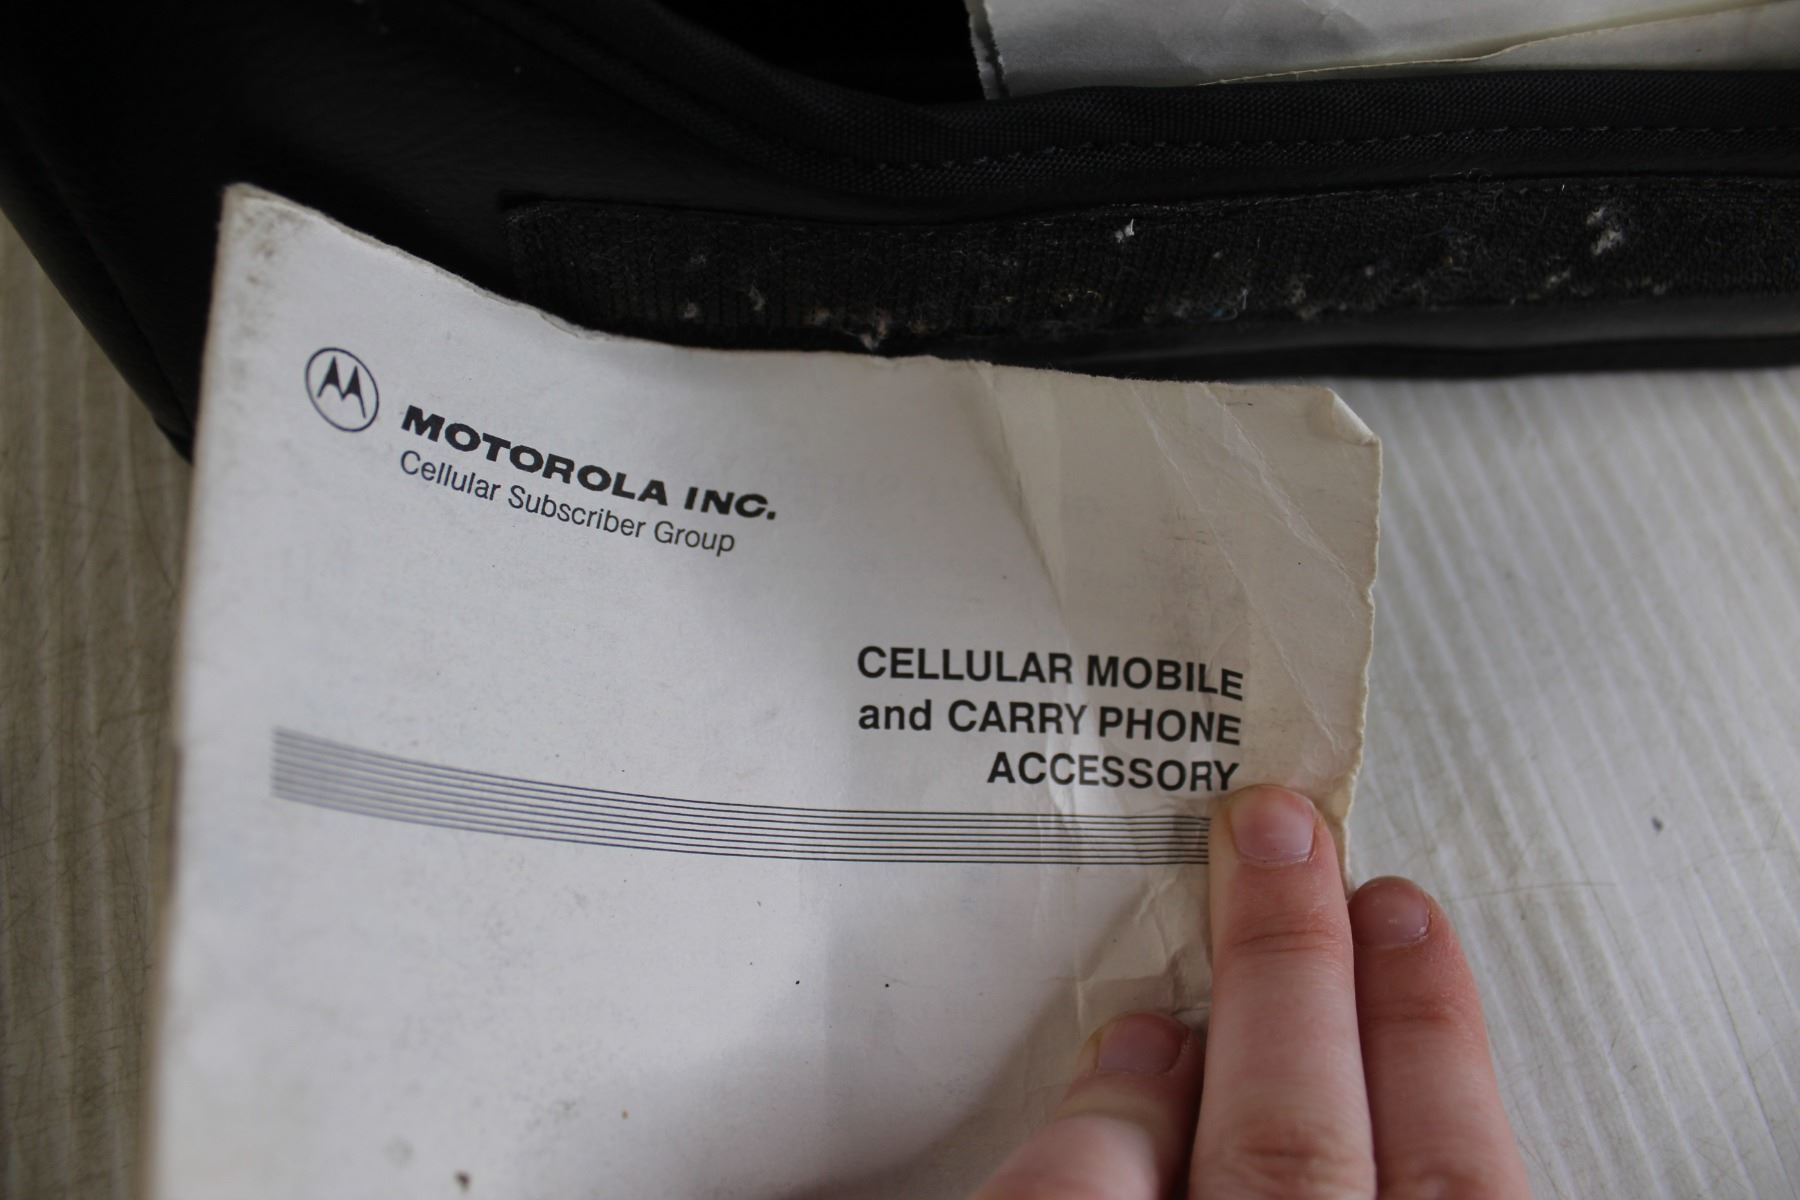 MOTOROLA INC.
Cellular Subscriber Group
CELLULAR MOBILE
and CARRY PHONE
ACCESSORY